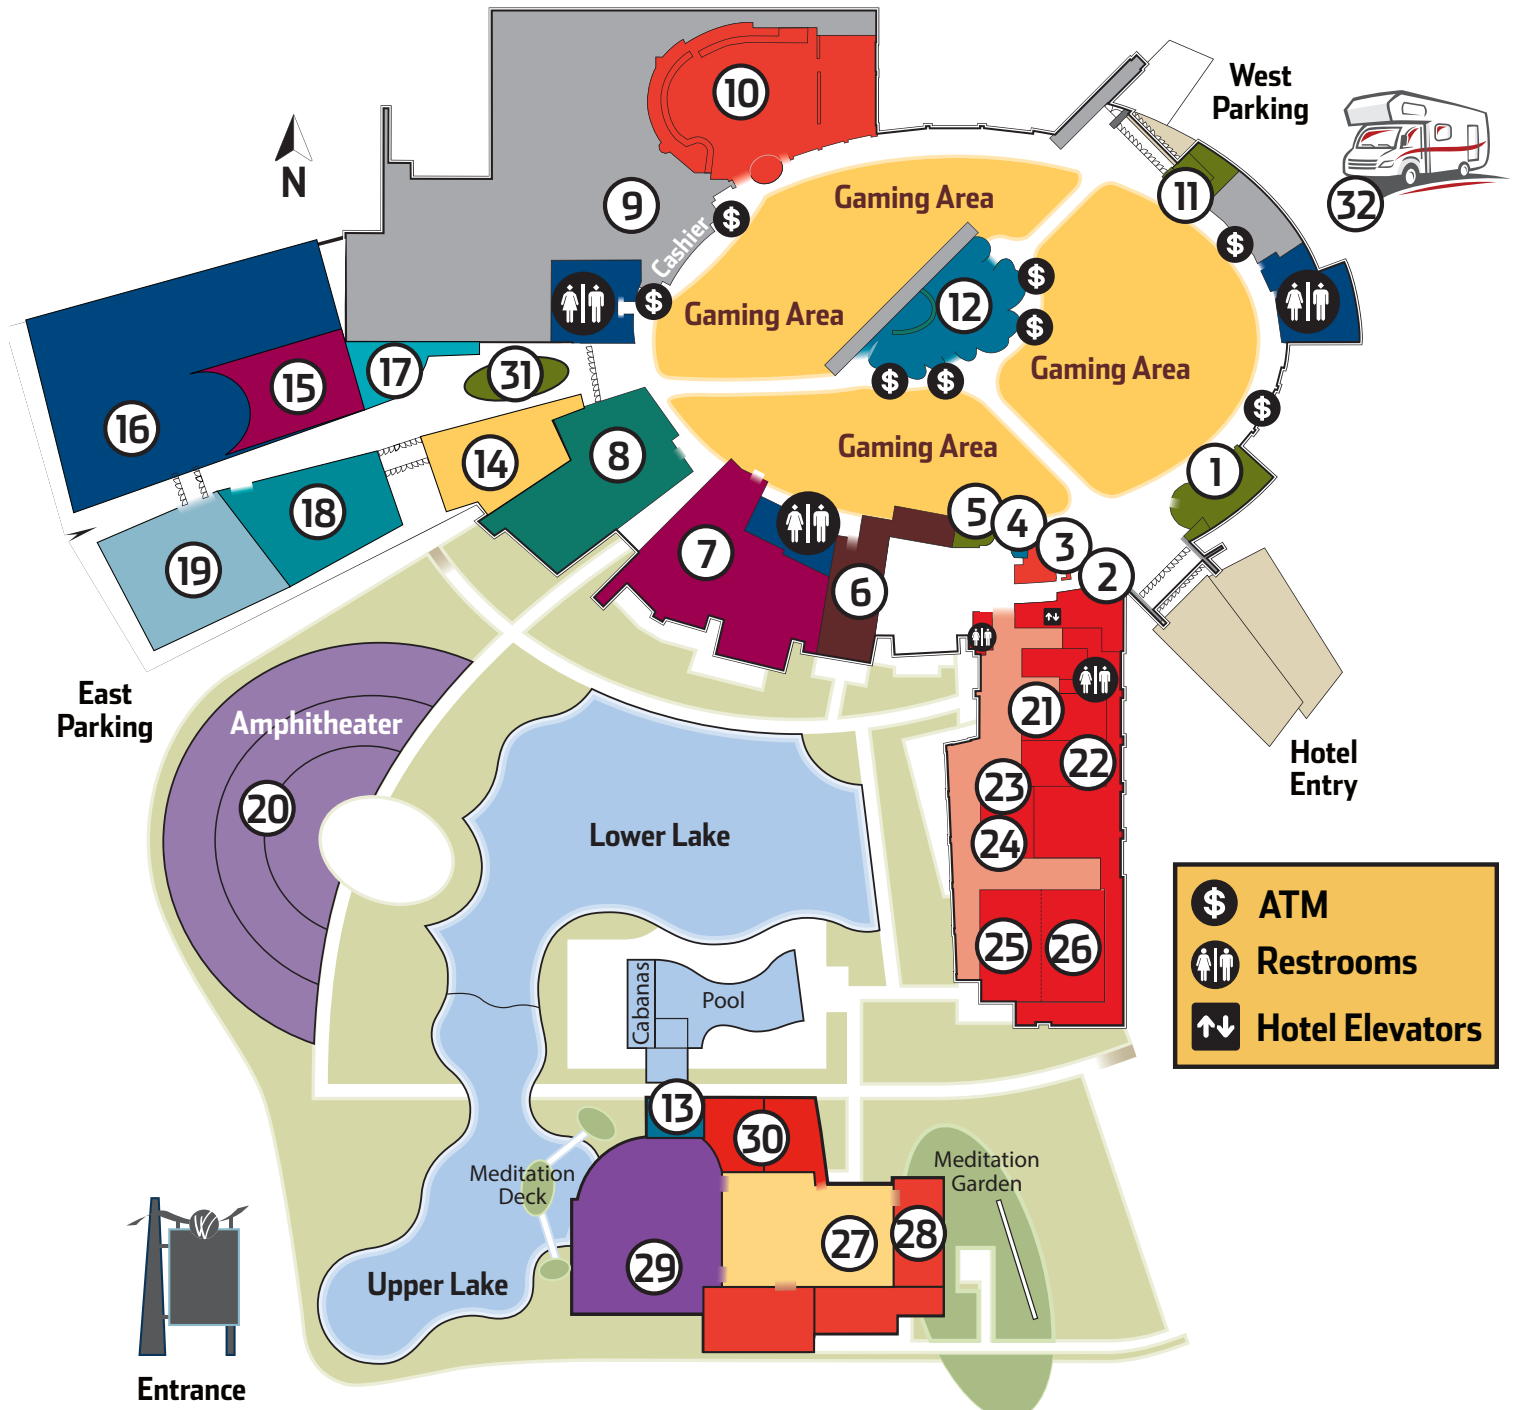 10
West
Parking
N
9
11
32
Gaming Area
$
Cashier
$
$
12
$
$
Gaming Area
$
$
$
Gaming Area
16
15
17
31
14
8
Gaming Area
1
18
19
7
5
4
3
2
6
East
Parking
Amphitheater
20
21
22
23
24
25
26
Hotel
Entry
Lower Lake
Cabanas
Pool
$ ATM
Restrooms
Hotel Elevators
13
30
Meditation
Deck
Meditation
Garden
27
28
29
Upper Lake
W
Entrance